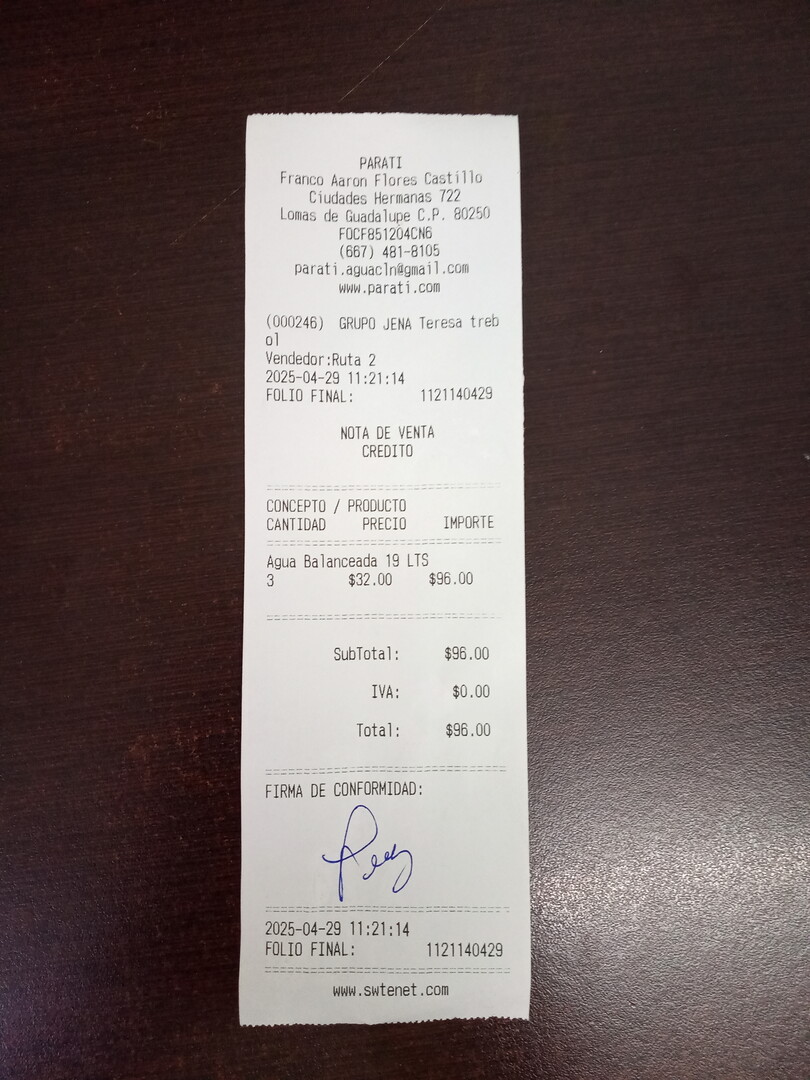 PARATI
Franco Aaron Flores Castillo
Ciudades Hermanas 722
Lomas de Guadalupe C.P. 80250
FOCF851204CN6
(667) 481-8105
parati.aguacln@gmail.com
www.parati.com
(000246) GRUPO JENA Teresa treb
ol
Vendedor:Ruta 2
2025-04-29 11:21:14
FOLIO FINAL: 1121140429
NOTA DE VENTA
CREDITO
CONCEPTO / PRODUCTO
CANTIDAD PRECIO IMPORTE
Agua Balanceada 19 LTS
3 $32.00 $96.00
SubTotal: $96.00
IVA: $0.00
Total: $96.00
FIRMA DE CONFORMIDAD:
2025-04-29 11:21:14
FOLIO FINAL: 1121140429
www.swtenet.com